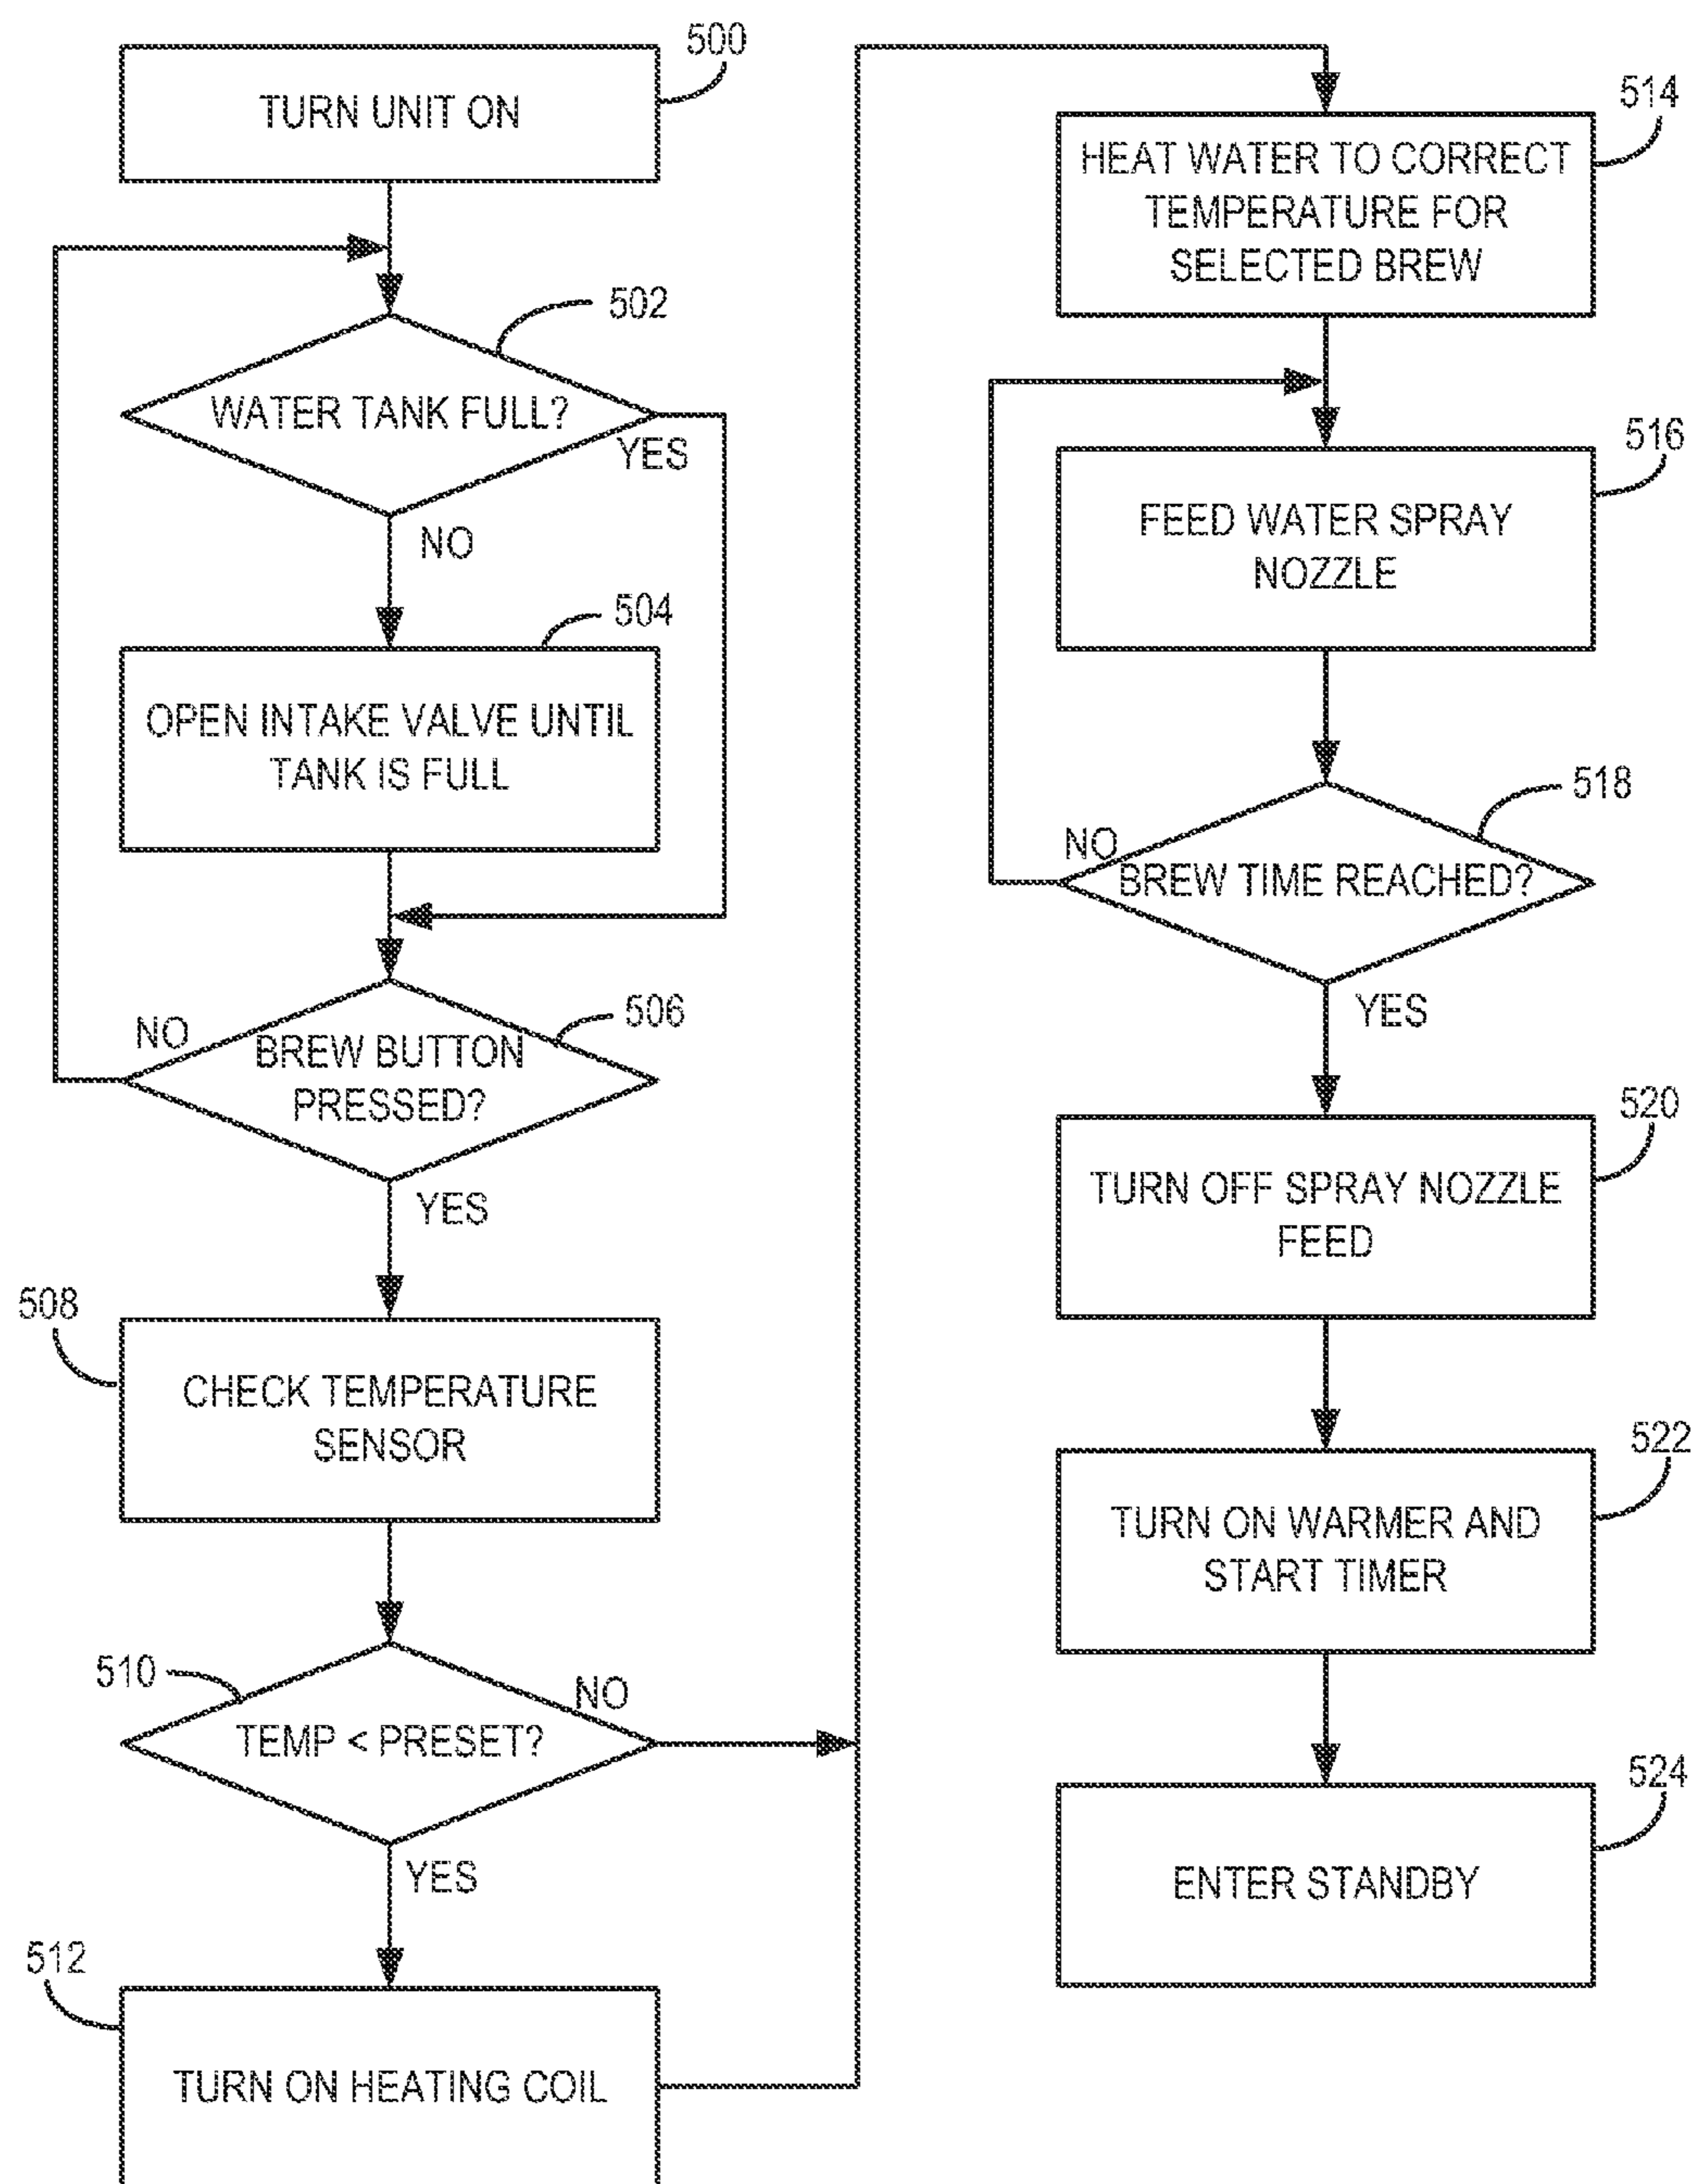 500
TURN UNIT ON
502
WATER TANK FULL?
YES
NO
504
OPEN INTAKE VALVE UNTIL
TANK IS FULL
506
NO
BREW BUTTON
PRESSED?
YES
508
CHECK TEMPERATURE
SENSOR
510
NO
TEMP < PRESET?
YES
512
TURN ON HEATING COIL
514
HEAT WATER TO CORRECT
TEMPERATURE FOR
SELECTED BREW
516
FEED WATER SPRAY
NOZZLE
518
NO
BREW TIME REACHED?
YES
520
TURN OFF SPRAY NOZZLE
FEED
522
TURN ON WARMER AND
START TIMER
524
ENTER STANDBY